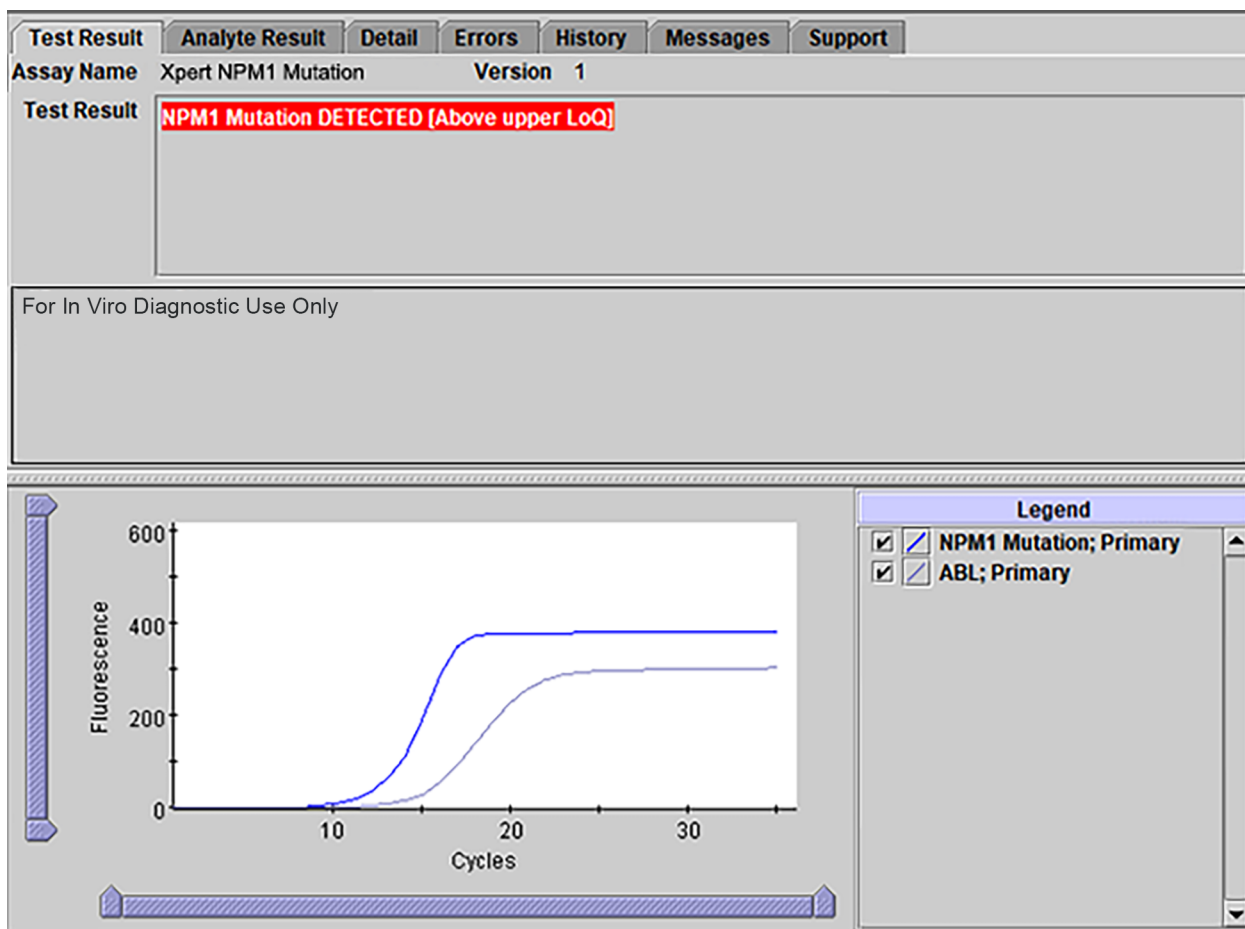 Test Result Analyte Result Detail Errors History Messages Support
Assay Name Xpert NPM1 Mutation Version 1
Test Result NPM1 Mutation DETECTED [Above upper LoQ]
For In Viro Diagnostic Use Only
Legend
NPM1 Mutation; Primary
ABL; Primary
600
400
200
0
Fluorescence
10 20 30
Cycles